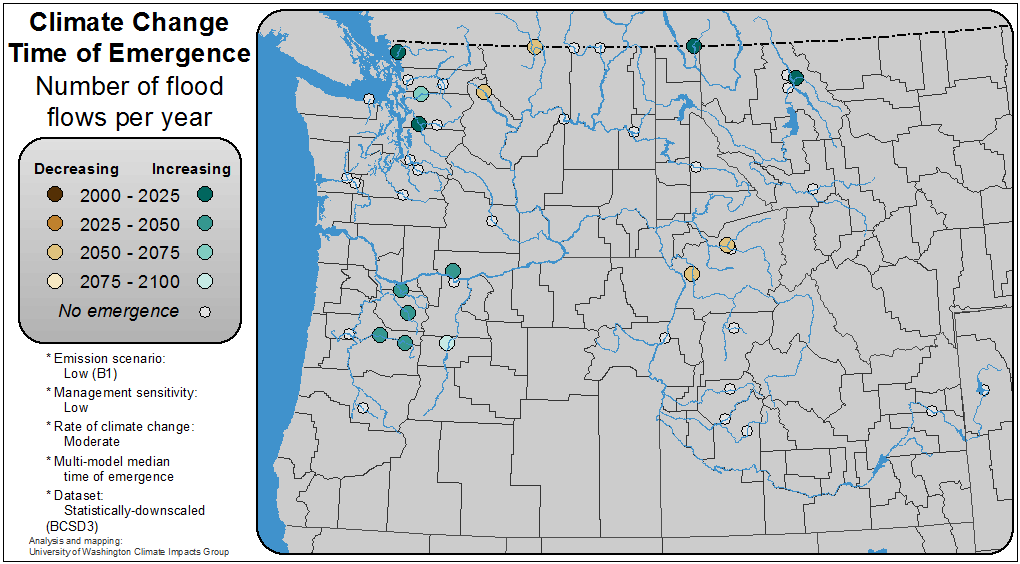 Climate Change
Time of Emergence
Number of flood
flows per year
Decreasing Increasing
2000 - 2025
2025 - 2050
2050 - 2075
2075 - 2100
No emergence
* Emission scenario:
Low (B1)
* Management sensitivity:
Low
* Rate of climate change:
Moderate
* Multi-model median
time of emergence
* Dataset:
Statistically-downscaled
(BCSD3)
Analysis and mapping:
University of Washington Climate Impacts Group